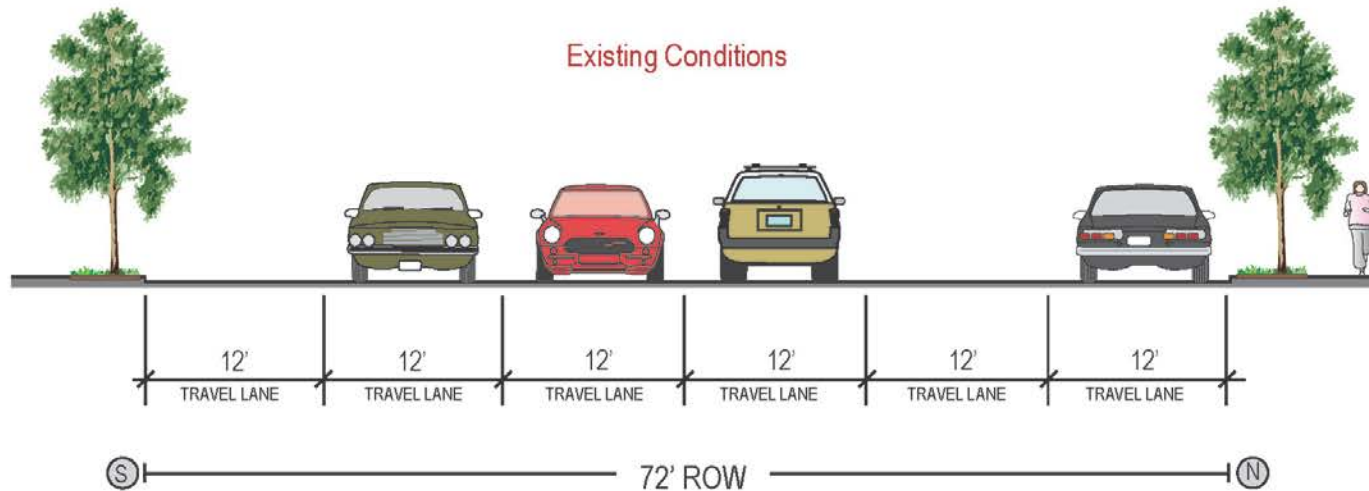 Existing Conditions
12' 12' 12' 12' 12' 12'
TRAVEL LANE TRAVEL LANE TRAVEL LANE TRAVEL LANE TRAVEL LANE TRAVEL LANE
S 72' ROW N